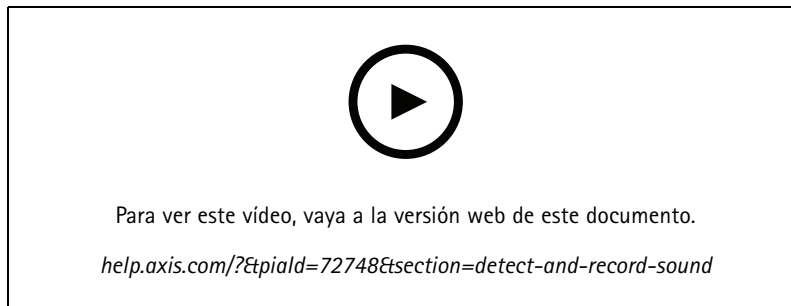 Para ver este vídeo, vaya a la versión web de este documento.
help.axis.com/?&piaId=72748&section=detect-and-record-sound